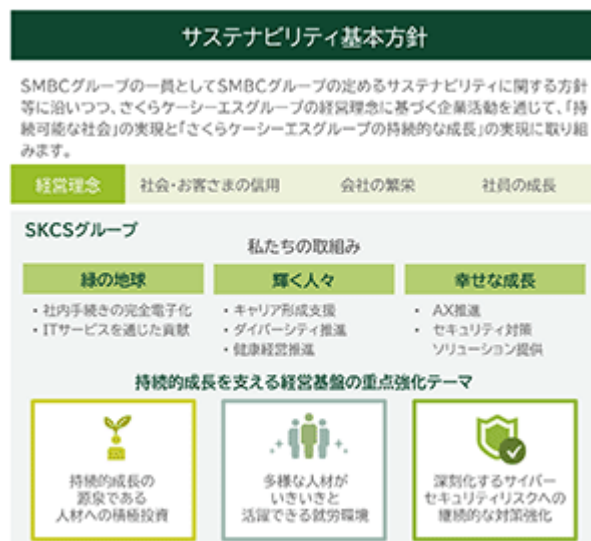 サステナビリティ基本方針
SMBCグループの一員としてSMBCグループの定めるサステナビリティに関する方針
等に沿いつつ、さくらケーシーエスグループの経営理念に基づく企業活動を通じて、「持
続可能な社会」の実現と「さくらケーシーエスグループの持続的な成長」の実現に取り組
みます。
経営理念 社会・お客さまの信用 会社の繁栄 社員の成長
SKCSグループ
私たちの取組み
緑の地球 輝く人々 幸せな成長
・社内手続きの完全電子化 ・キャリア形成支援 ・AX推進
・ITサービスを通じた貢献 ・ダイバーシティ推進 ・セキュリティ対策
・健康経営推進 ソリューション提供
持続的成長を支える経営基盤の重点強化テーマ
持続的成長の 多様な人材が 深刻化するサイバー
源泉である いきいきと セキュリティリスクへの
人材への積極投資 活躍できる就労環境 継続的な対策強化